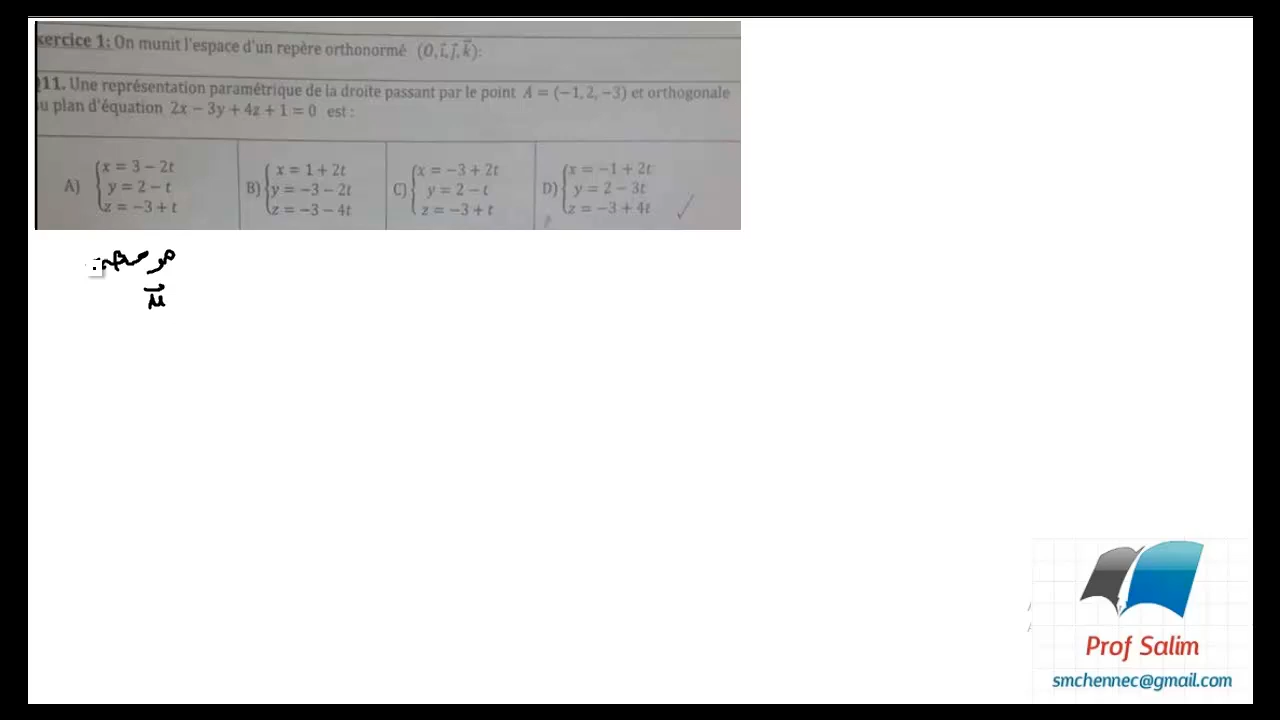 xercice 1: On munit l'espace d'un repère orthonormé (O, i⃗, j⃗, k⃗):
11. Une représentation paramétrique de la droite passant par le point A = (−1, 2, −3) et orthogonale
u plan d'équation 2x − 3y + 4z + 1 = 0 est :
A) {x = 3 − 2t
y = 2 − t
z = −3 + t
B) {x = 1 + 2t
y = −3 − 2t
z = −3 − 4t
C) {x = −3 + 2t
y = 2 − t
z = −3 + t
D) {x = −1 + 2t
y = 2 − 3t
z = −3 + 4t
u⃗
Prof Salim
smchennec@gmail.com